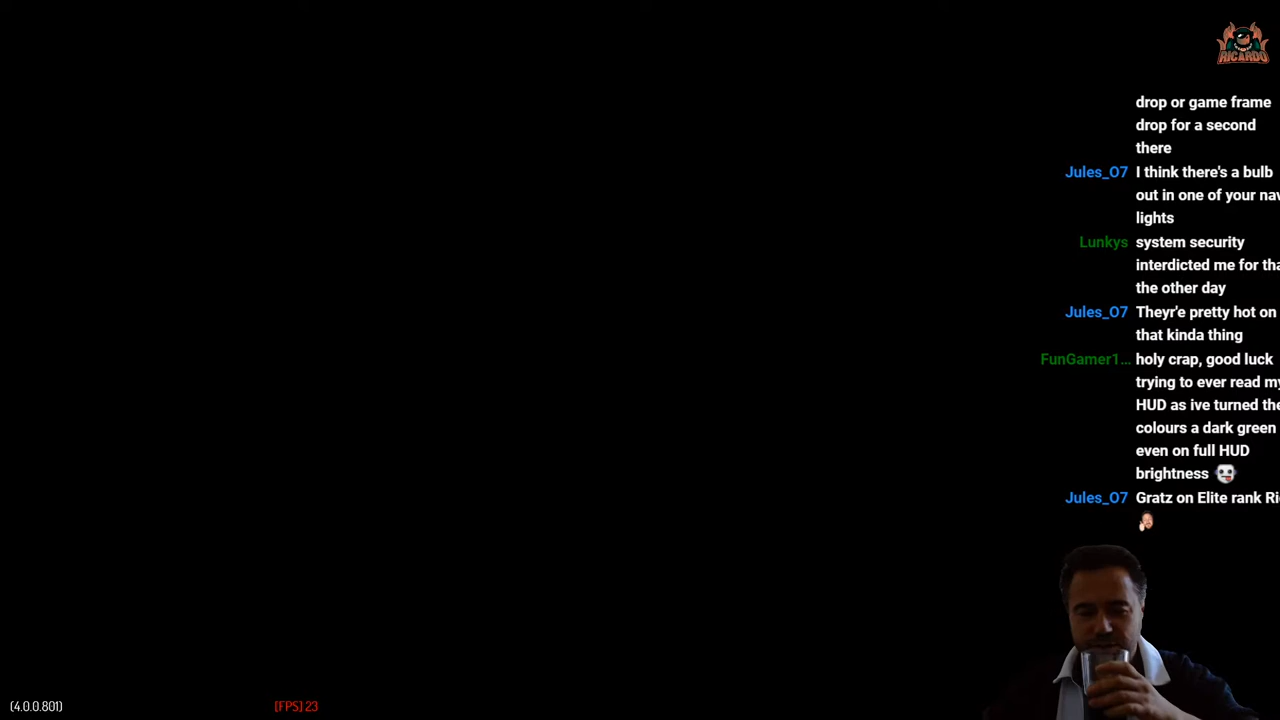 RICARDO
drop or game frame
drop for a second
there
Jules_O7 I think there's a bulb
out in one of your nav
lights
Lunkys system security
interdicted me for tha
the other day
Jules_O7 Theyr'e pretty hot on
that kinda thing
FunGamer1… holy crap, good luck
trying to ever read my
HUD as ive turned the
colours a dark green
even on full HUD
brightness
Jules_O7 Gratz on Elite rank Ri
(4.0.0.801)
[FPS] 23